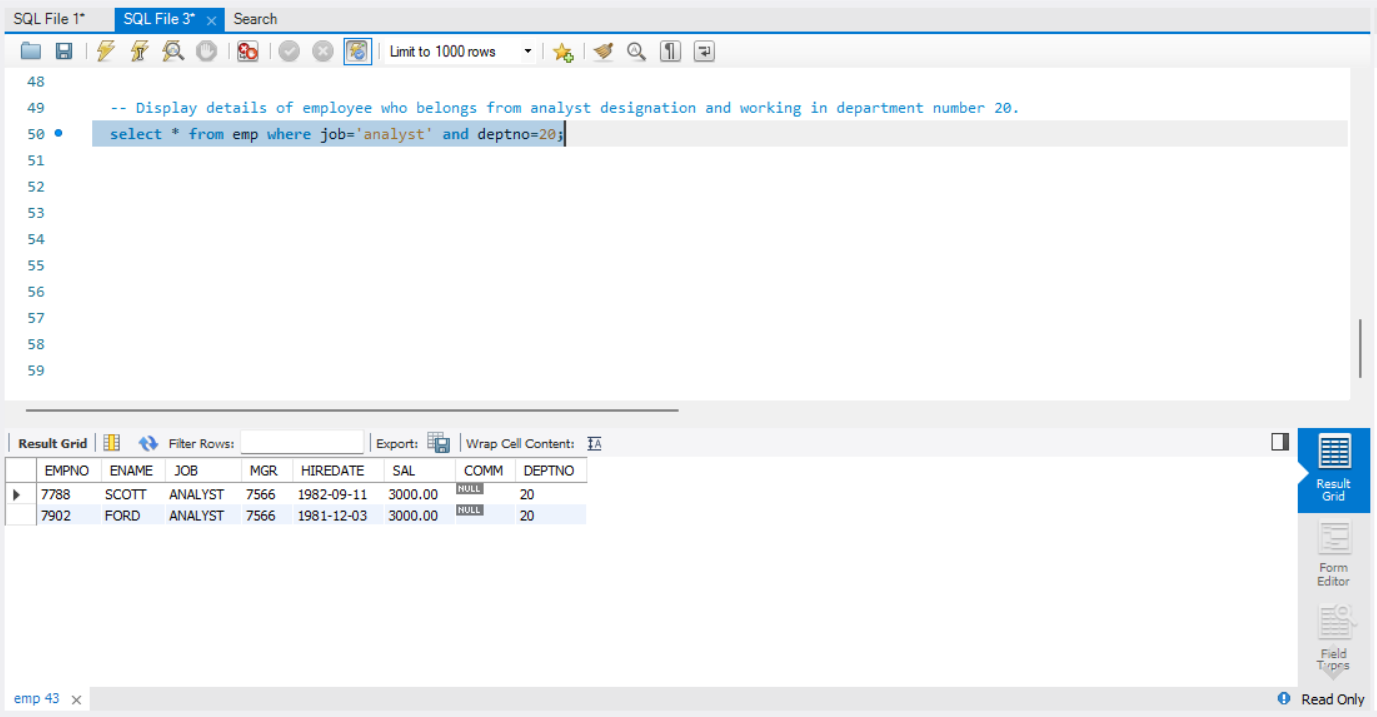 SQL File 1* SQL File 3* Search
Limit to 1000 rows
48
49 -- Display details of employee who belongs from analyst designation and working in department number 20.
50 select * from emp where job='analyst' and deptno=20;
51
52
53
54
55
56
57
58
59
Result Grid Filter Rows: Export: Wrap Cell Content: IA
EMPNO ENAME JOB MGR HIREDATE SAL COMM DEPTNO
7788 SCOTT ANALYST 7566 1982-09-11 3000.00 NULL 20
7902 FORD ANALYST 7566 1981-12-03 3000.00 NULL 20
Result
Grid
Form
Editor
Field
Types
emp 43 Read Only